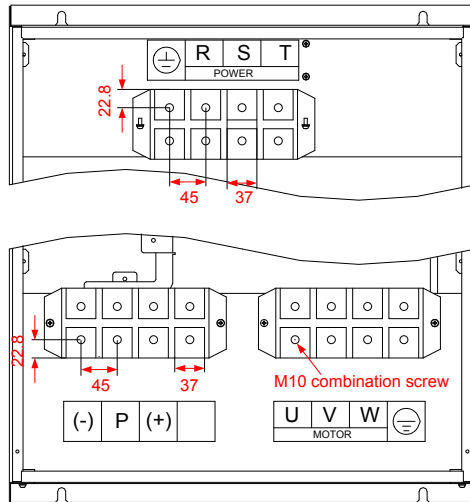 R S T
POWER
22.8
45 37
22.8
45 37
M10 combination screw
(-) P (+)
U V W
MOTOR